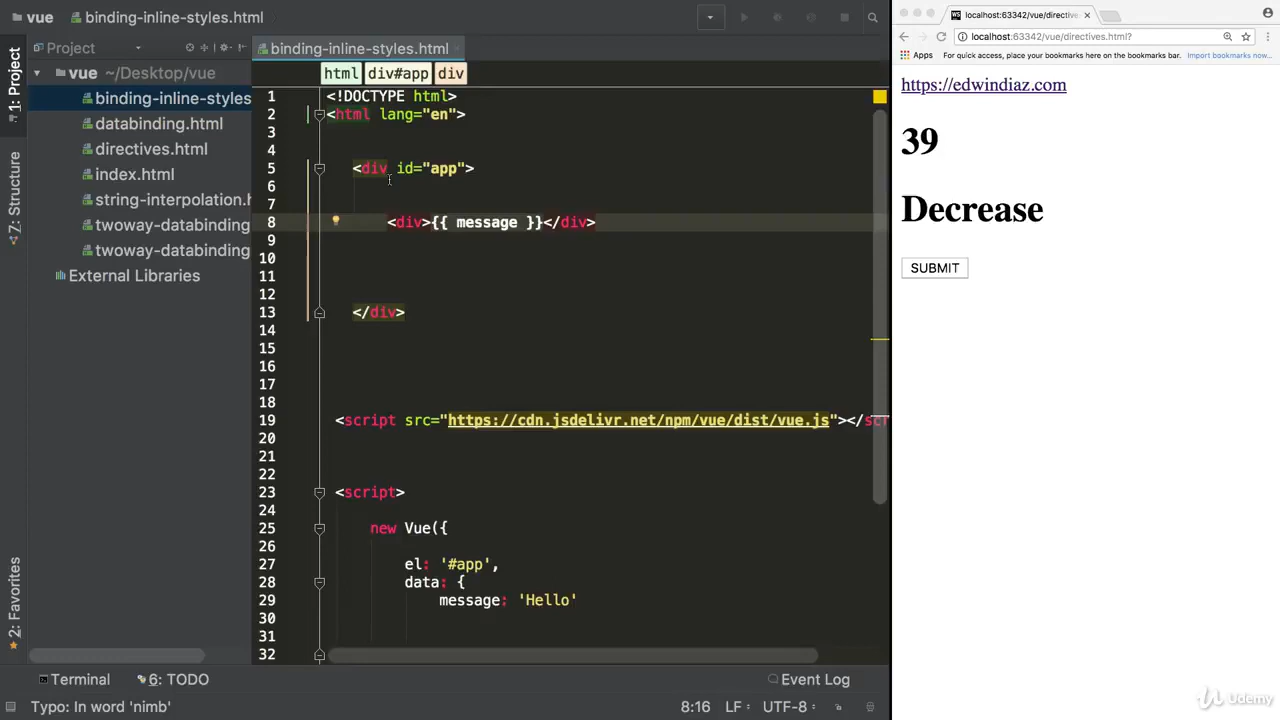 vue binding-inline-styles.html
Project
binding-inline-styles.html
vue ~/Desktop/vue
binding-inline-styles
databinding.html
directives.html
index.html
string-interpolation.h
twoway-databinding
twoway-databinding
External Libraries
1: Project
7: Structure
2: Favorites
html div#app div
1 <!DOCTYPE html>
2 <html lang="en">
3
4
5 <div id="app">
6
7
8 <div>{{ message }}</div>
9
10
11
12
13 </div>
14
15
16
17
18
19 <script src="https://cdn.jsdelivr.net/npm/vue/dist/vue.js"></scr
20
21
22
23 <script>
24
25 new Vue({
26
27 el: '#app',
28 data: {
29 message: 'Hello'
30
31
32
Terminal 6: TODO Event Log
Typo: In word 'nimb' 8:16 LF UTF-8
localhost:63342/vue/directive
localhost:63342/vue/directives.html?
Apps For quick access, place your bookmarks here on the bookmarks bar. Import bookmarks now...
https://edwindiaz.com
39
Decrease
SUBMIT
Udemy